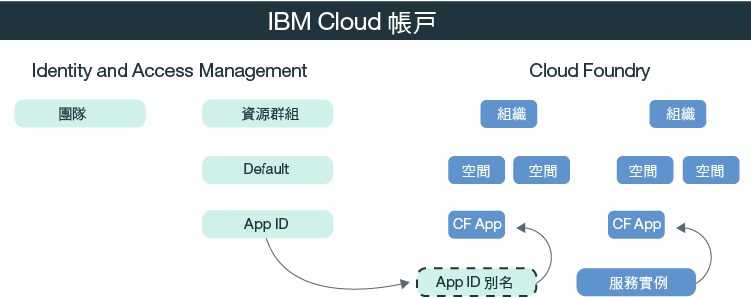 IBM Cloud 帳戶
Identity and Access Management
Cloud Foundry
團隊
資源群組
組織
組織
Default
空間
空間
空間
空間
App ID
CF App
CF App
App ID 別名
服務實例